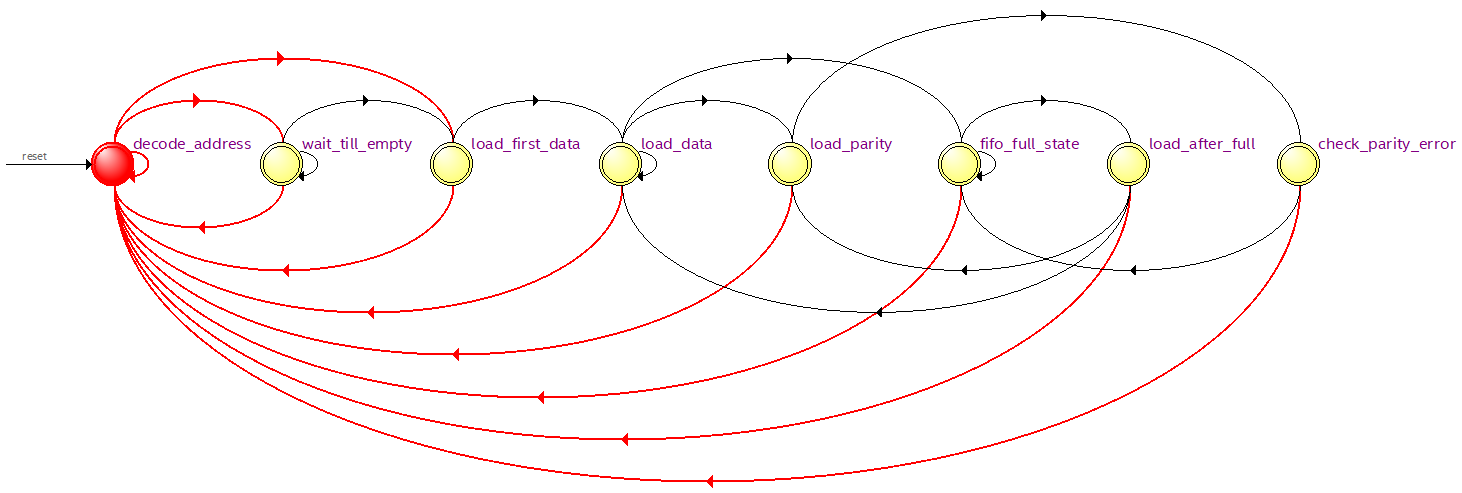 reset
decode_address
wait_till_empty
load_first_data
load_data
load_parity
fifo_full_state
load_after_full
check_parity_error